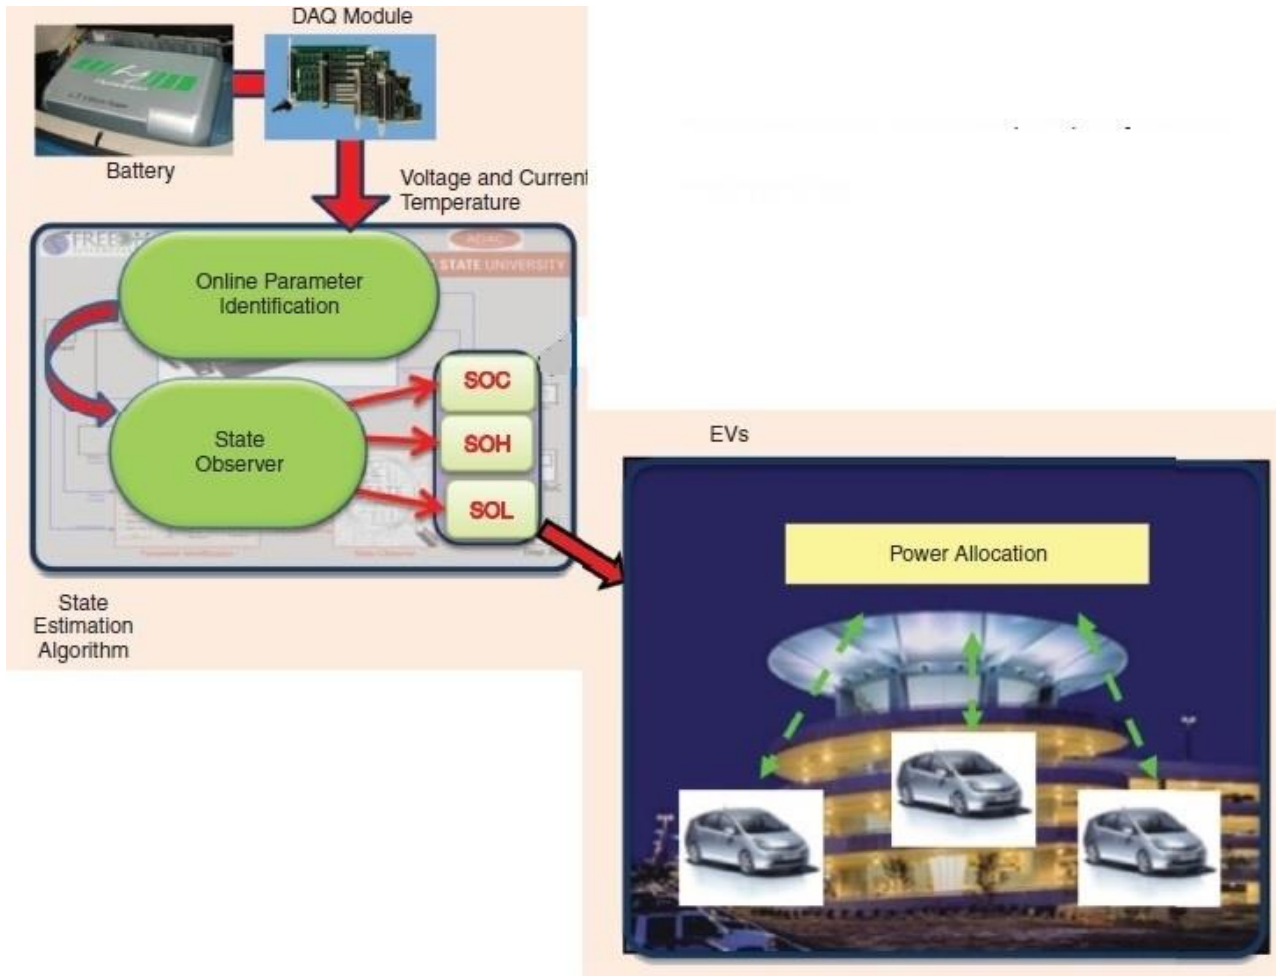 DAQ Module
Battery
Voltage and Current
Temperature
STATE UNIVERSITY
Online Parameter
Identification
State
Observer
SOC
SOH
SOL
State
Estimation
Algorithm
EVs
Power Allocation